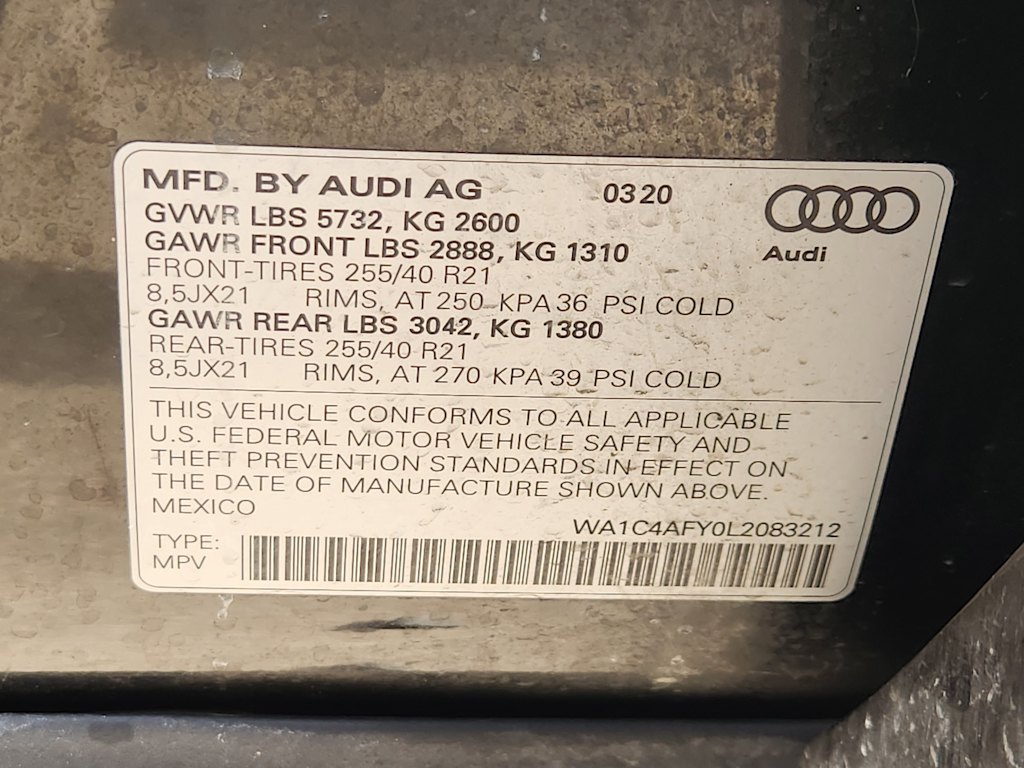 MFD. BY AUDI AG 0320
GVWR LBS 5732, KG 2600
GAWR FRONT LBS 2888, KG 1310
Audi
FRONT-TIRES 255/40 R21
8,5JX21 RIMS, AT 250 KPA 36 PSI COLD
GAWR REAR LBS 3042, KG 1380
REAR-TIRES 255/40 R21
8,5JX21 RIMS, AT 270 KPA 39 PSI COLD
THIS VEHICLE CONFORMS TO ALL APPLICABLE
U.S. FEDERAL MOTOR VEHICLE SAFETY AND
THEFT PREVENTION STANDARDS IN EFFECT ON
THE DATE OF MANUFACTURE SHOWN ABOVE.
MEXICO
WA1C4AFY0L2083212
TYPE:
MPV